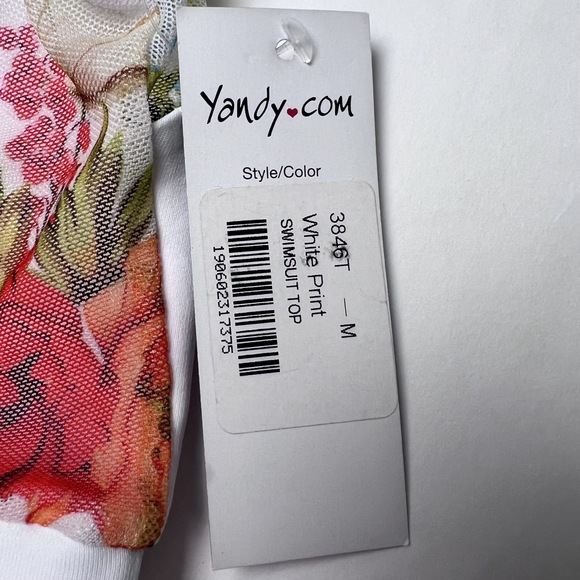 Yandy.com
Style/Color
3846T — M
White Print
SWIMSUIT TOP
190602317375